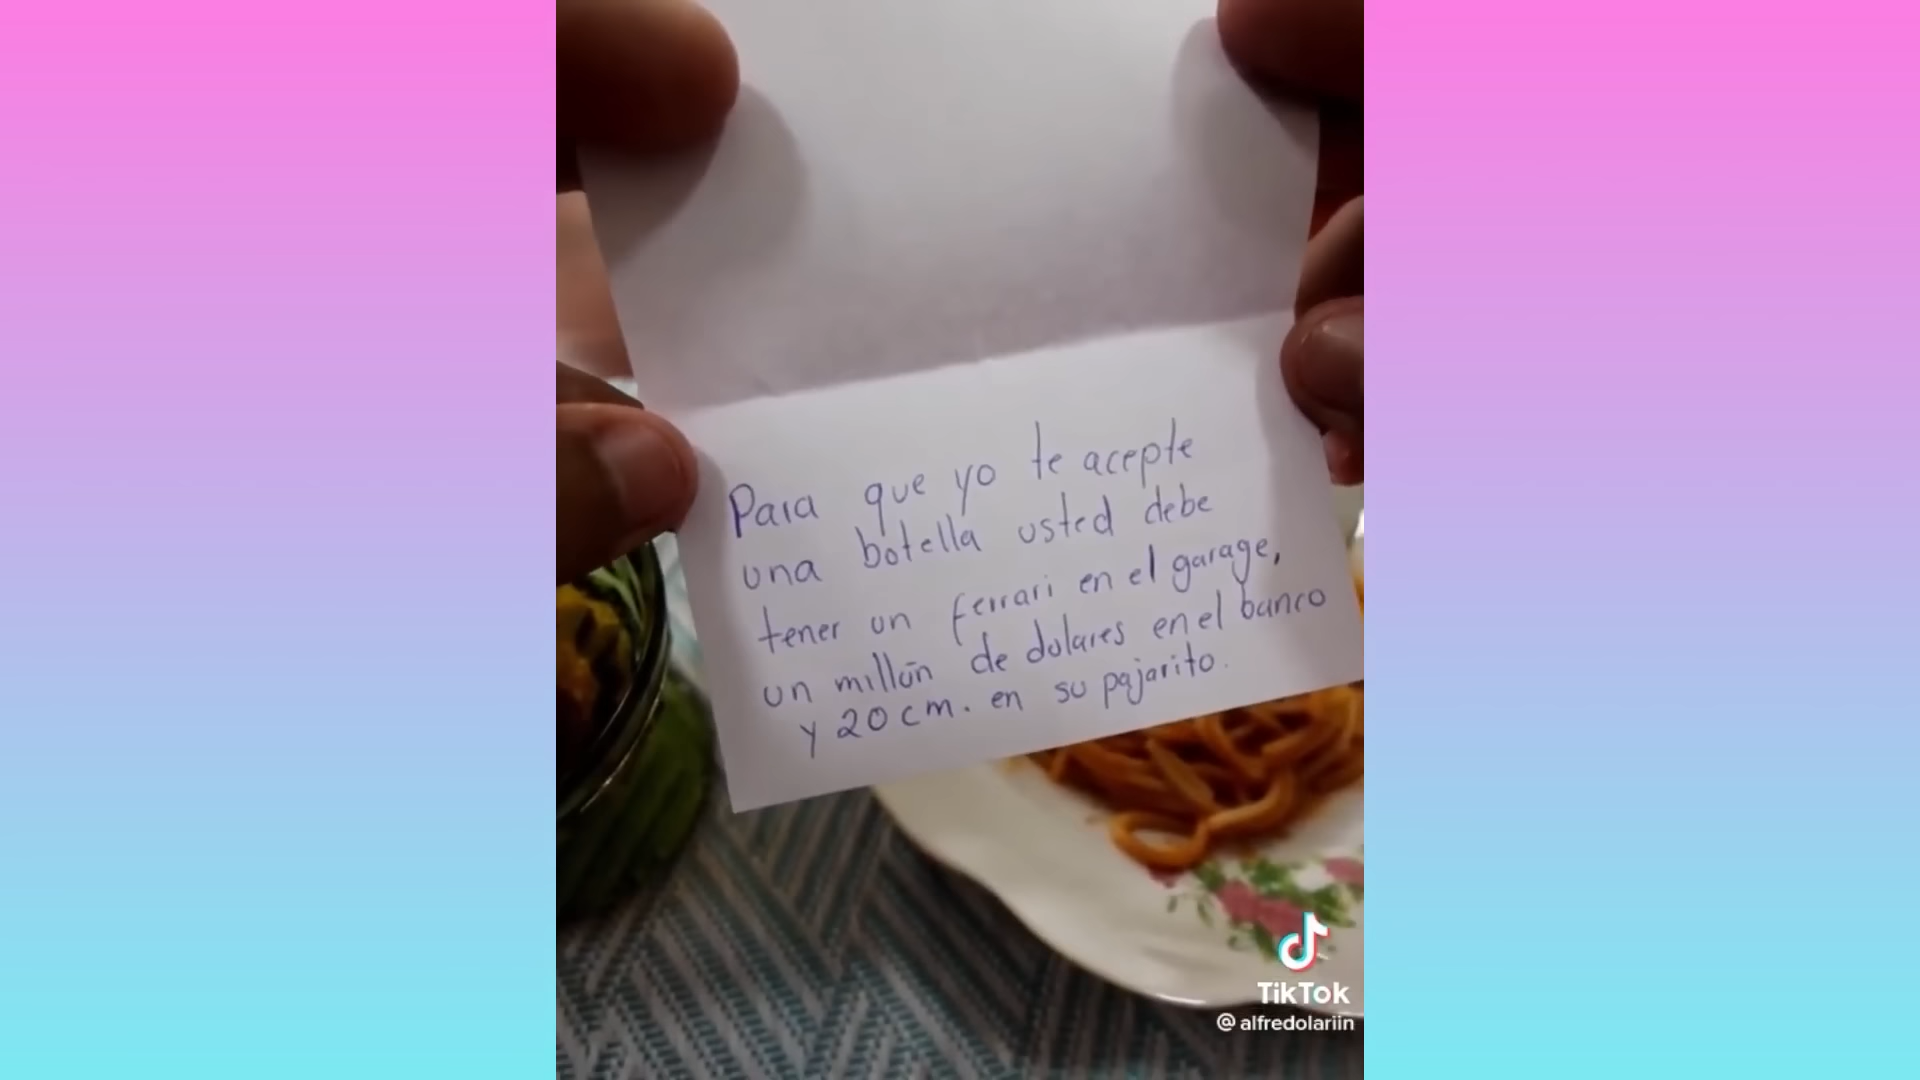 Para que yo te acepte
una botella usted debe
tener un ferrari en el garage,
un millón de dolares en el banco
y 20 cm. en su pajarito.
TikTok
@alfredolariin